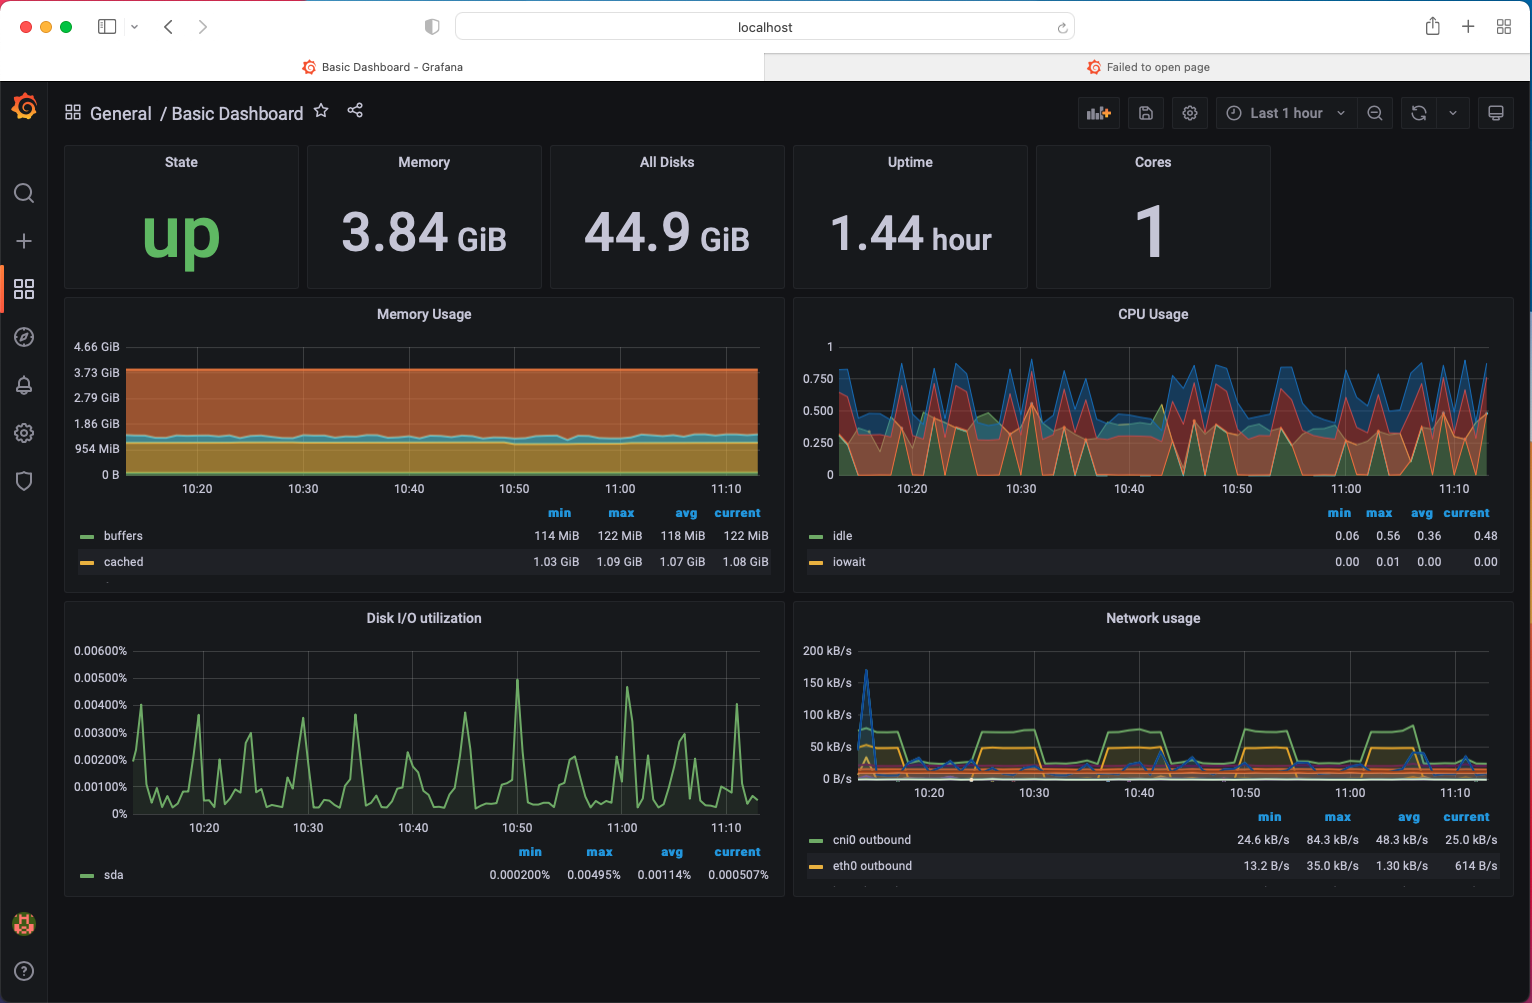 localhost
Basic Dashboard - Grafana
Failed to open page
General / Basic Dashboard
Last 1 hour
State
Memory
All Disks
Uptime
Cores
up
3.84 GiB
44.9 GiB
1.44 hour
1
Memory Usage
4.66 GiB
3.73 GiB
2.79 GiB
1.86 GiB
954 MiB
0 B
10:20 10:30 10:40 10:50 11:00 11:10
min max avg current
buffers 114 MiB 122 MiB 118 MiB 122 MiB
cached 1.03 GiB 1.09 GiB 1.07 GiB 1.08 GiB
CPU Usage
1
0.750
0.500
0.250
0
10:20 10:30 10:40 10:50 11:00 11:10
min max avg current
idle 0.06 0.56 0.36 0.48
iowait 0.00 0.01 0.00 0.00
Disk I/O utilization
0.00600%
0.00500%
0.00400%
0.00300%
0.00200%
0.00100%
0%
10:20 10:30 10:40 10:50 11:00 11:10
min max avg current
sda 0.000200% 0.00495% 0.00114% 0.000507%
Network usage
200 kB/s
150 kB/s
100 kB/s
50 kB/s
0 B/s
10:20 10:30 10:40 10:50 11:00 11:10
min max avg current
cni0 outbound 24.6 kB/s 84.3 kB/s 48.3 kB/s 25.0 kB/s
eth0 outbound 13.2 B/s 35.0 kB/s 1.30 kB/s 614 B/s